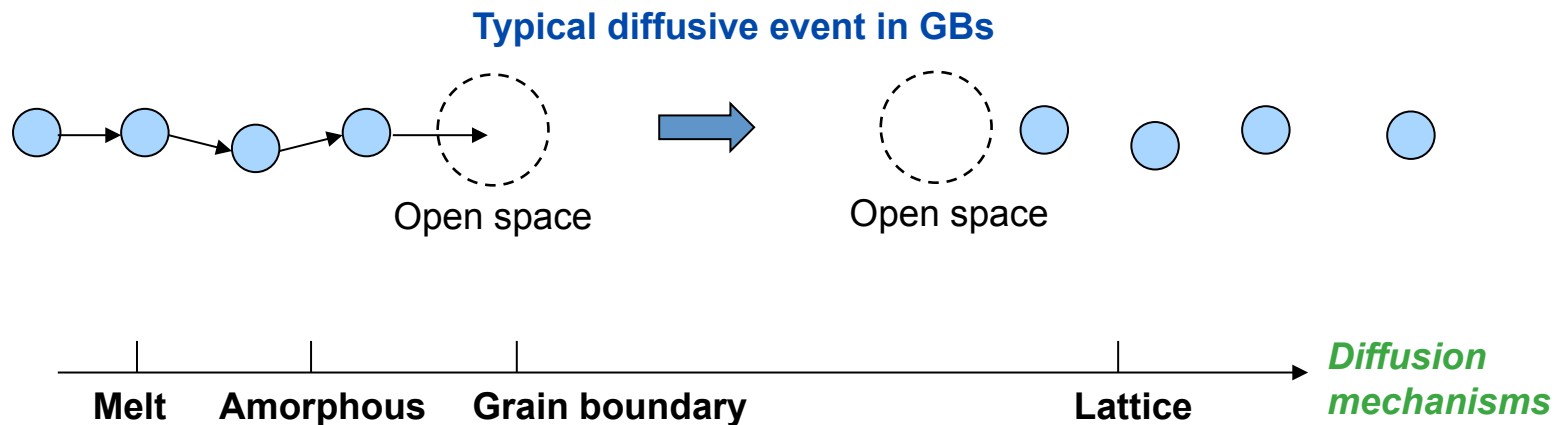 Typical diffusive event in GBs
Open space
Open space
Melt Amorphous Grain boundary Lattice
Diffusion
mechanisms